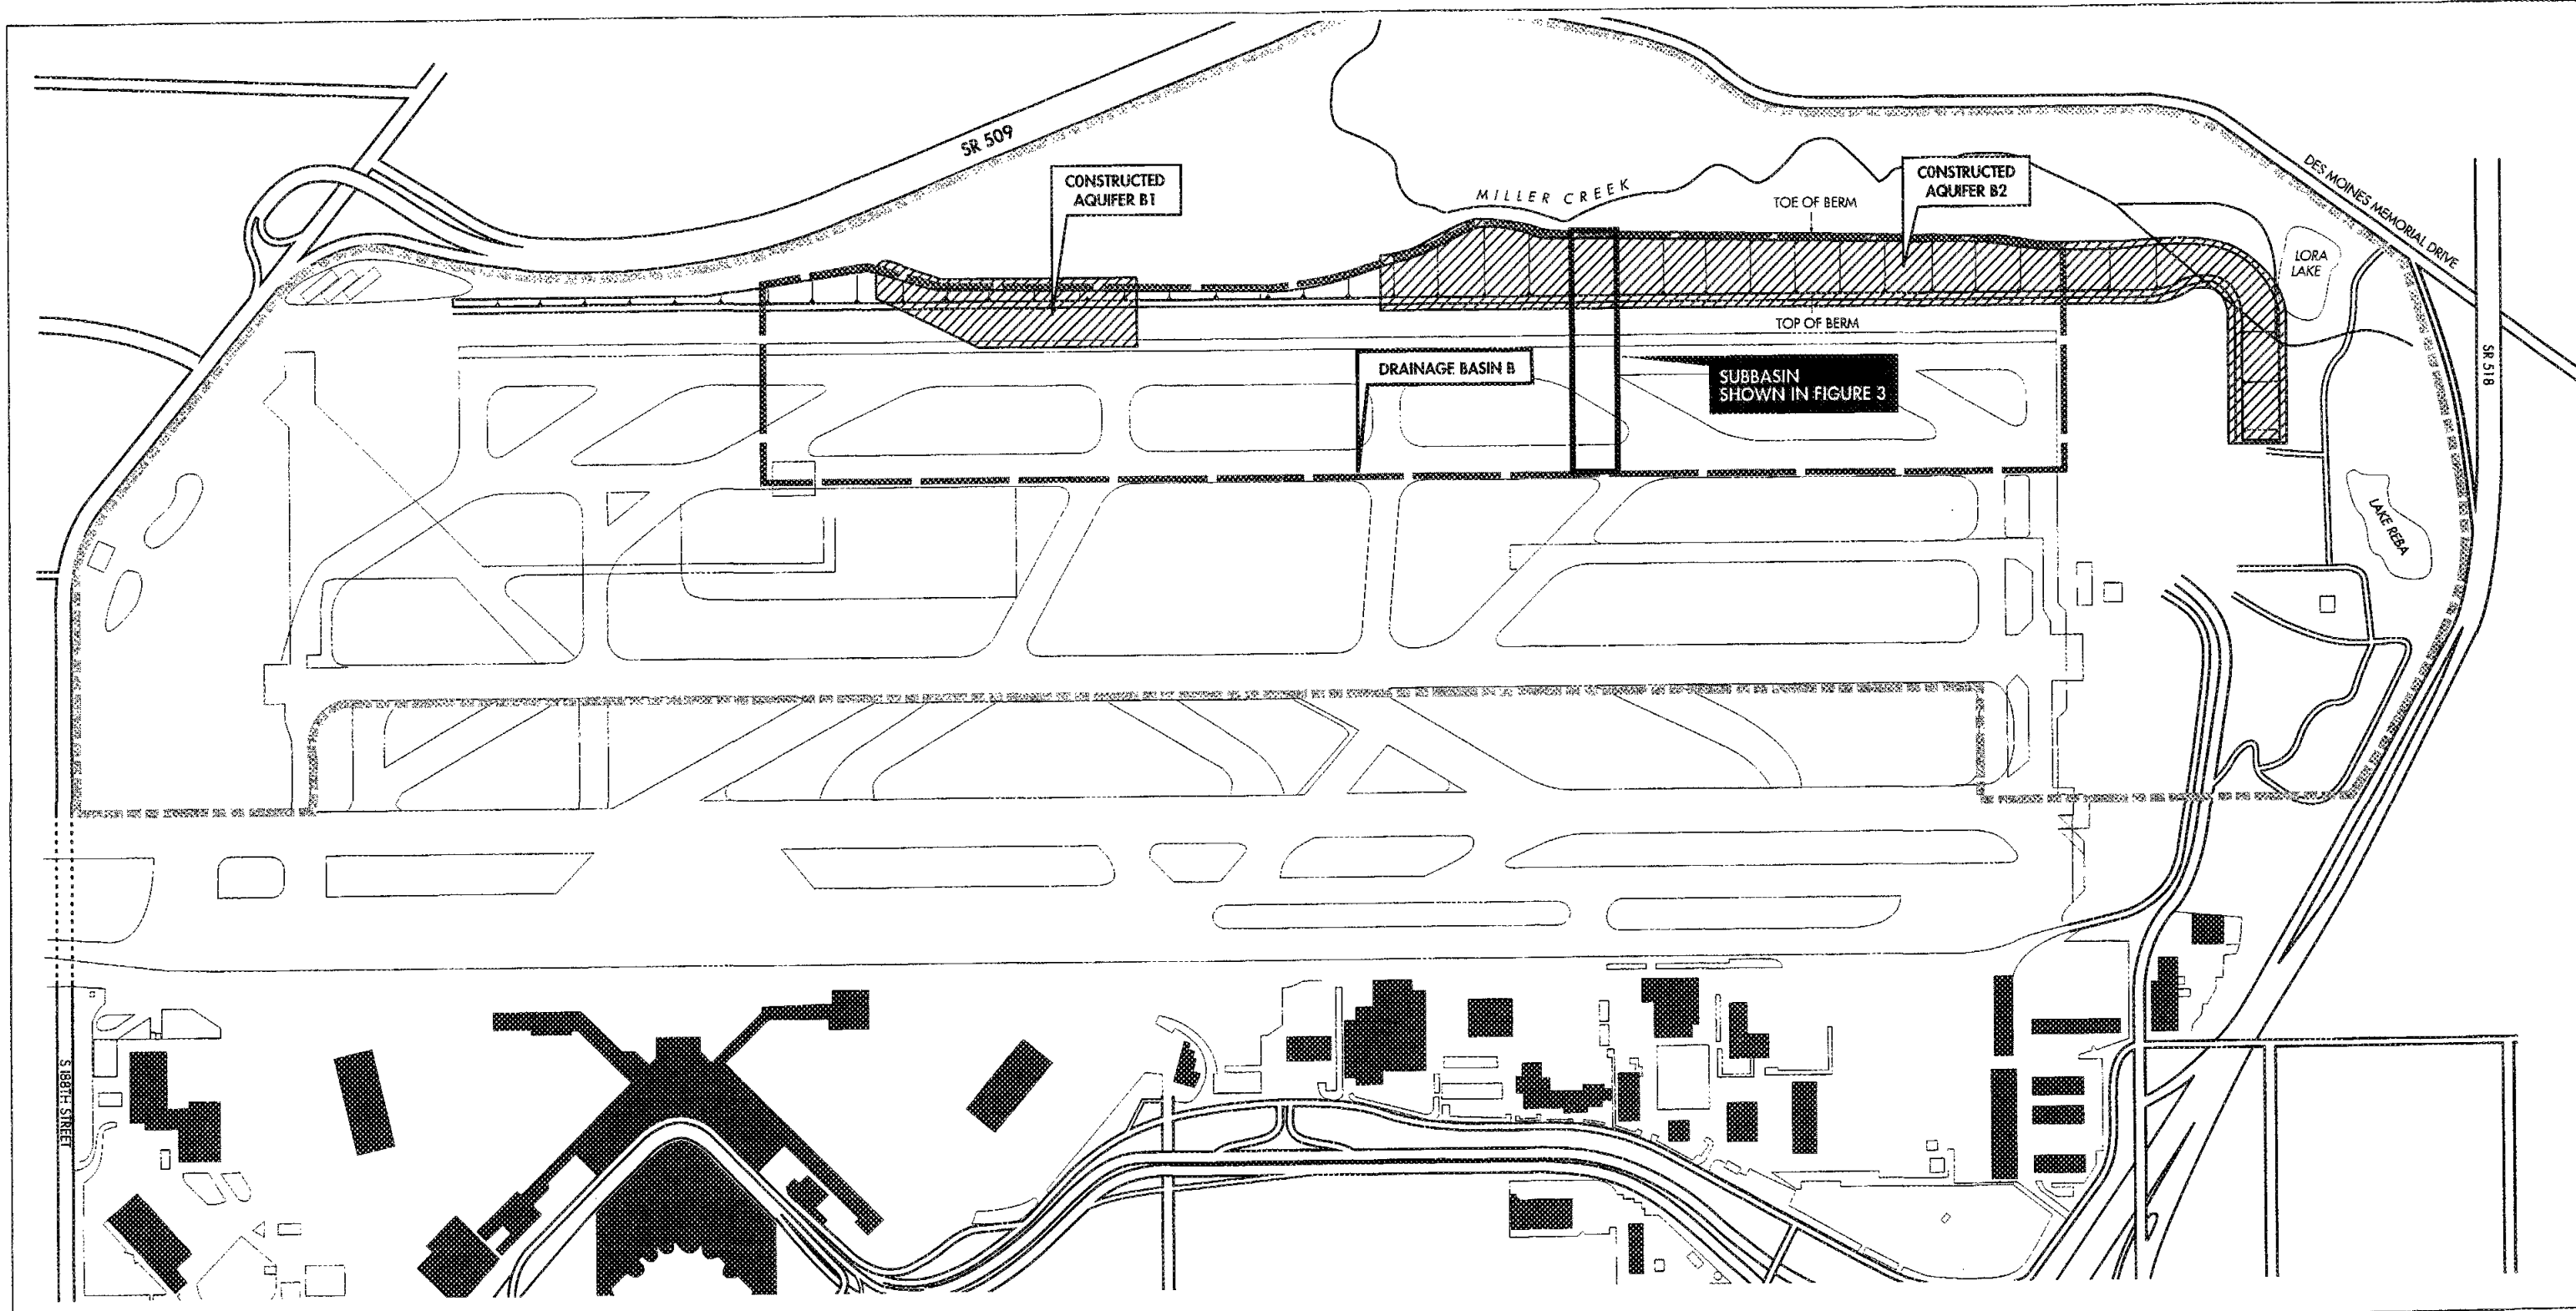 SR 509
CONSTRUCTED
AQUIFER B1
MILLER CREEK
TOE OF BERM
CONSTRUCTED
AQUIFER B2
DES MOINES MEMORIAL DRIVE
LORA
LAKE
TOP OF BERM
DRAINAGE BASIN B
SUBBASIN
SHOWN IN FIGURE 3
SR 518
LAKE REBA
S 188TH STREET